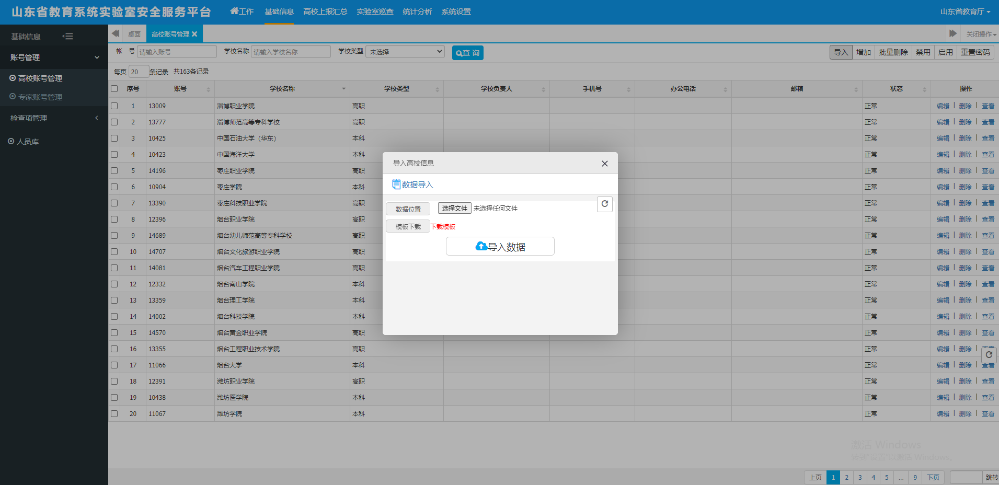 山东省教育系统实验室安全服务平台 工作 基础信息 高校上报汇总 实验室巡查 统计分析 系统设置 山东省教育厅
基础信息
账号管理
高校账号管理
专家账号管理
检查项管理
人员库
桌面 高校账号管理 关闭操作
帐 号 请输入账号 学校名称 请输入学校名称 学校类型 未选择 查 询 导入 增加 批量删除 禁用 启用 重置密码
每页 20 条记录 共163条记录
序号 账号 学校名称 学校类型 学校负责人 手机号 办公电话 邮箱 状态 操作
1 13009 淄博职业学院 高职 正常 编辑 | 删除 | 查看
2 13777 淄博师范高等专科学校 高职 正常 编辑 | 删除 | 查看
3 10425 中国石油大学（华东） 本科 正常 编辑 | 删除 | 查看
4 10423 中国海洋大学 本科 正常 编辑 | 删除 | 查看
5 14196 枣庄职业学院 高职 正常 编辑 | 删除 | 查看
6 10904 枣庄学院 本科 正常 编辑 | 删除 | 查看
7 13390 枣庄科技职业学院 高职 正常 编辑 | 删除 | 查看
8 12396 烟台职业学院 高职 正常 编辑 | 删除 | 查看
9 14689 烟台幼儿师范高等专科学校 高职 正常 编辑 | 删除 | 查看
10 14707 烟台文化旅游职业学院 高职 正常 编辑 | 删除 | 查看
11 14081 烟台汽车工程职业学院 高职 正常 编辑 | 删除 | 查看
12 12332 烟台南山学院 本科 正常 编辑 | 删除 | 查看
13 13359 烟台理工学院 本科 正常 编辑 | 删除 | 查看
14 14002 烟台科技学院 本科 正常 编辑 | 删除 | 查看
15 14570 烟台黄金职业学院 高职 正常 编辑 | 删除 | 查看
16 13355 烟台工程职业技术学院 高职 正常 编辑 | 删除 | 查看
17 11066 烟台大学 本科 正常 编辑 | 删除 | 查看
18 12391 潍坊职业学院 高职 正常 编辑 | 删除 | 查看
19 10438 潍坊医学院 本科 正常 编辑 | 删除 | 查看
20 11067 潍坊学院 本科 正常 编辑 | 删除 | 查看
导入高校信息
数据导入
数据位置 选择文件 未选择任何文件
模板下载 下载模板
导入数据
激活 Windows
转到"设置"以激活 Windows。
上页 1 2 3 4 5 ... 9 下页 跳转